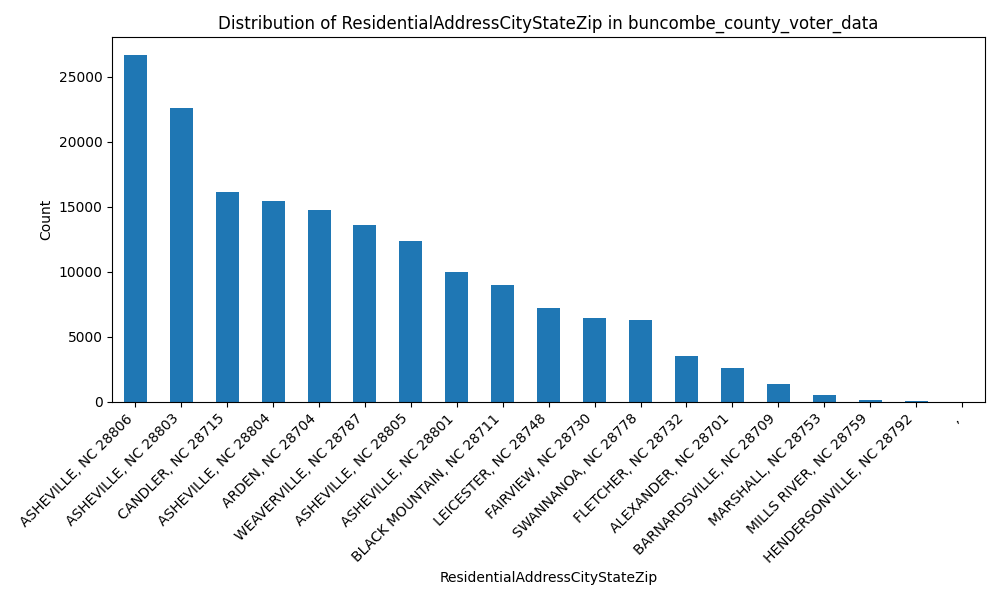 Distribution of ResidentialAddressCityStateZip in buncombe_county_voter_data
Count
25000
20000
15000
10000
5000
0
ASHEVILLE, NC 28806
ASHEVILLE, NC 28803
CANDLER, NC 28715
ASHEVILLE, NC 28804
ARDEN, NC 28704
WEAVERVILLE, NC 28787
ASHEVILLE, NC 28805
ASHEVILLE, NC 28801
BLACK MOUNTAIN, NC 28711
LEICESTER, NC 28748
FAIRVIEW, NC 28730
SWANNANOA, NC 28778
FLETCHER, NC 28732
ALEXANDER, NC 28701
BARNARDSVILLE, NC 28709
MARSHALL, NC 28753
MILLS RIVER, NC 28759
HENDERSONVILLE, NC 28792
,
ResidentialAddressCityStateZip